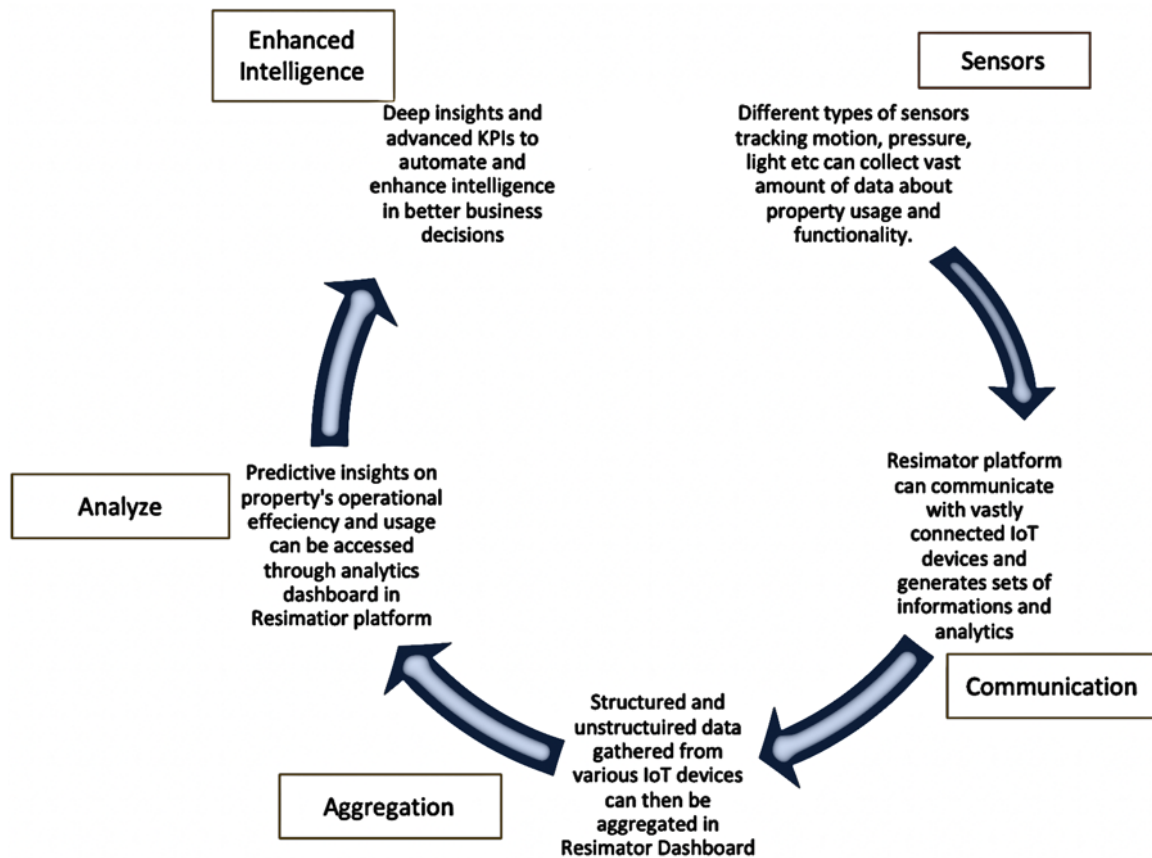 Enhanced
Intelligence
Deep insights and
advanced KPIs to
automate and
enhance intelligence
in better business
decisions
Sensors
Different types of sensors
tracking motion, pressure,
light etc can collect vast
amount of data about
property usage and
functionality.
Resimator platform
can communicate
with vastly
connected IoT
devices and
generates sets of
informations and
analytics
Communication
Structured and
unstructuired data
gathered from
various IoT devices
can then be
aggregated in
Resimator Dashboard
Aggregation
Analyze
Predictive insights on
property's operational
effeciency and usage
can be accessed
through analytics
dashboard in
Resimatior platform